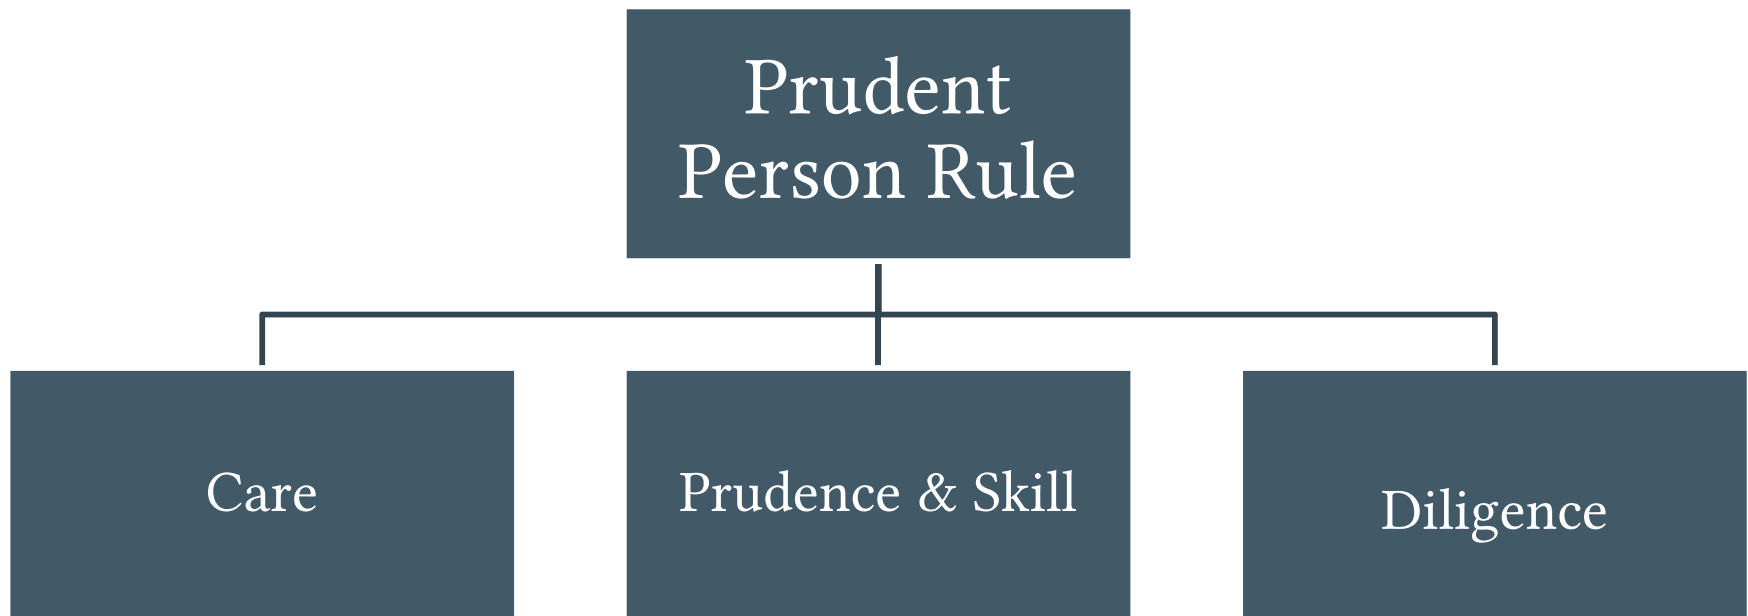 Prudent
Person Rule
Care
Prudence & Skill
Diligence